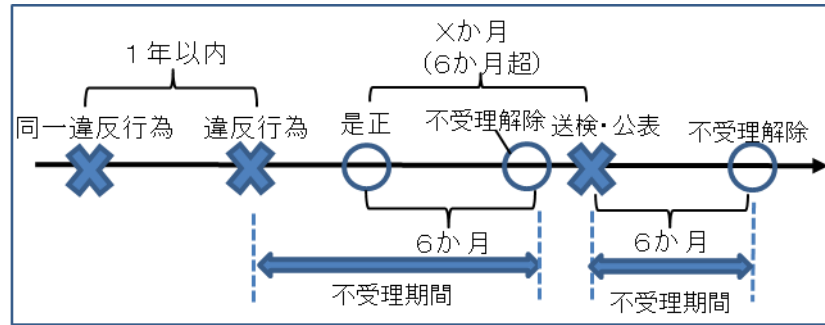 １年以内
Xか月
（6か月超）
同一違反行為
違反行為
是正
不受理解除
送検・公表
不受理解除
6か月
6か月
不受理期間
不受理期間